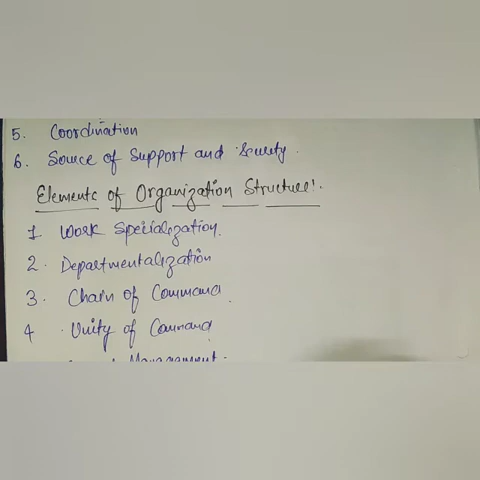 5. Coordination
6. Source of Support and Security.
Elements of Organization Structure:.
1 Work Specialization.
2. Departmentalization
3. Chain of Command.
4 Unity of Command
Management.